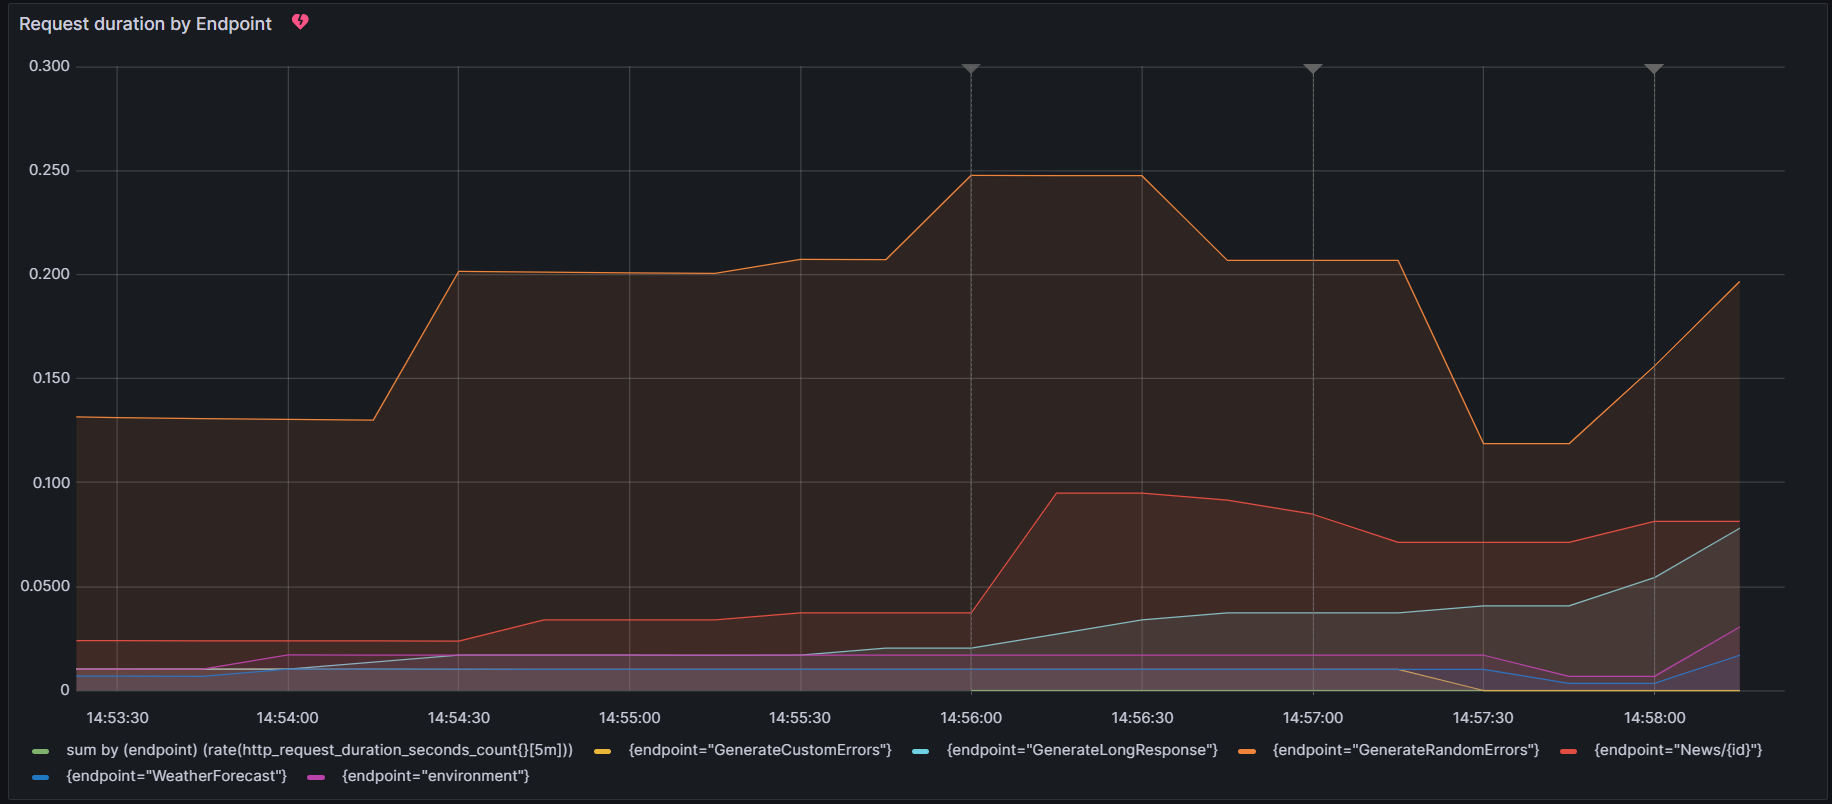 Request duration by Endpoint
0.300
0.250
0.200
0.150
0.100
0.0500
0
14:53:30 14:54:00 14:54:30 14:55:00 14:55:30 14:56:00 14:56:30 14:57:00 14:57:30 14:58:00
sum by (endpoint) (rate(http_request_duration_seconds_count{}[5m])) {endpoint="GenerateCustomErrors"} {endpoint="GenerateLongResponse"} {endpoint="GenerateRandomErrors"} {endpoint="News/{id}"}
{endpoint="WeatherForecast"} {endpoint="environment"}